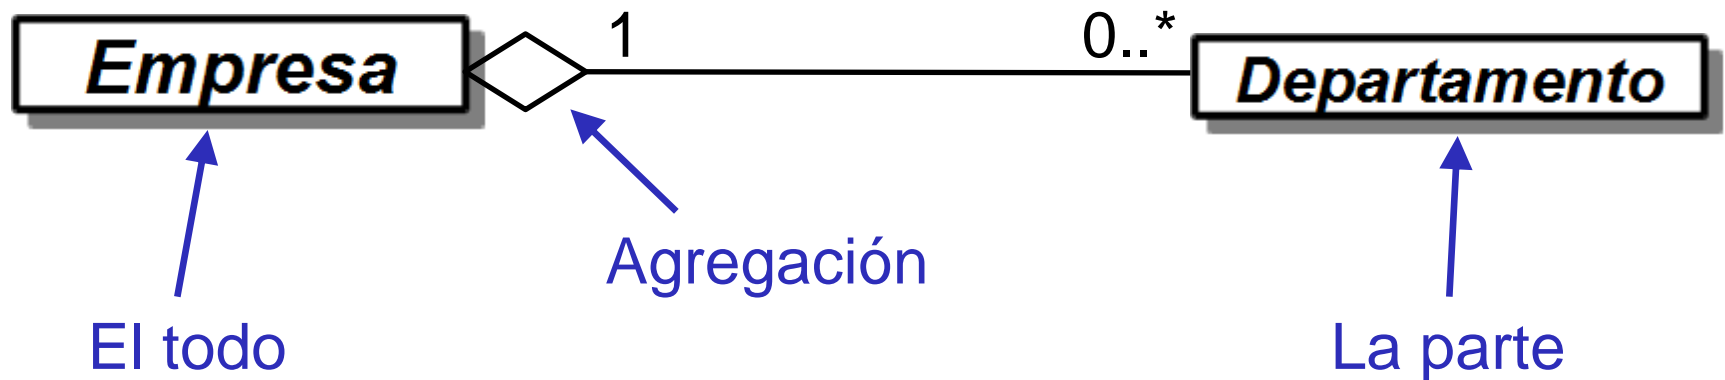 Empresa
1
0..*
Departamento
Agregación
El todo
La parte